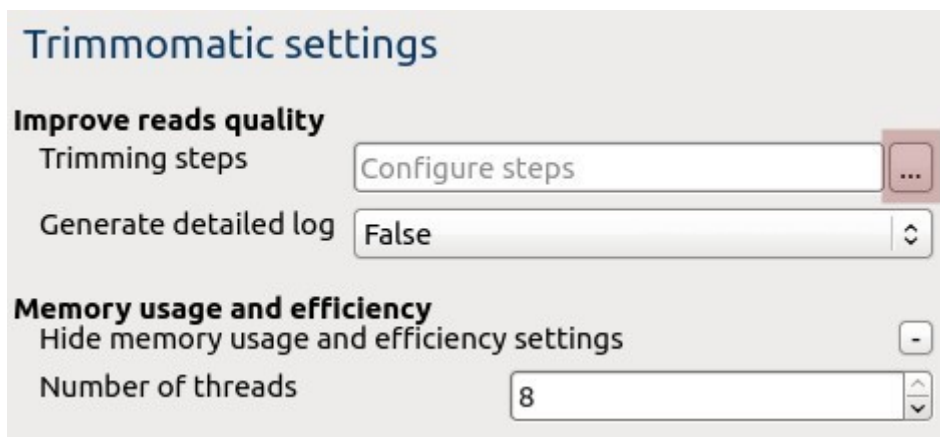 Trimmomatic settings
Improve reads quality
Trimming steps Configure steps ...
Generate detailed log False
Memory usage and efficiency
Hide memory usage and efficiency settings -
Number of threads 8